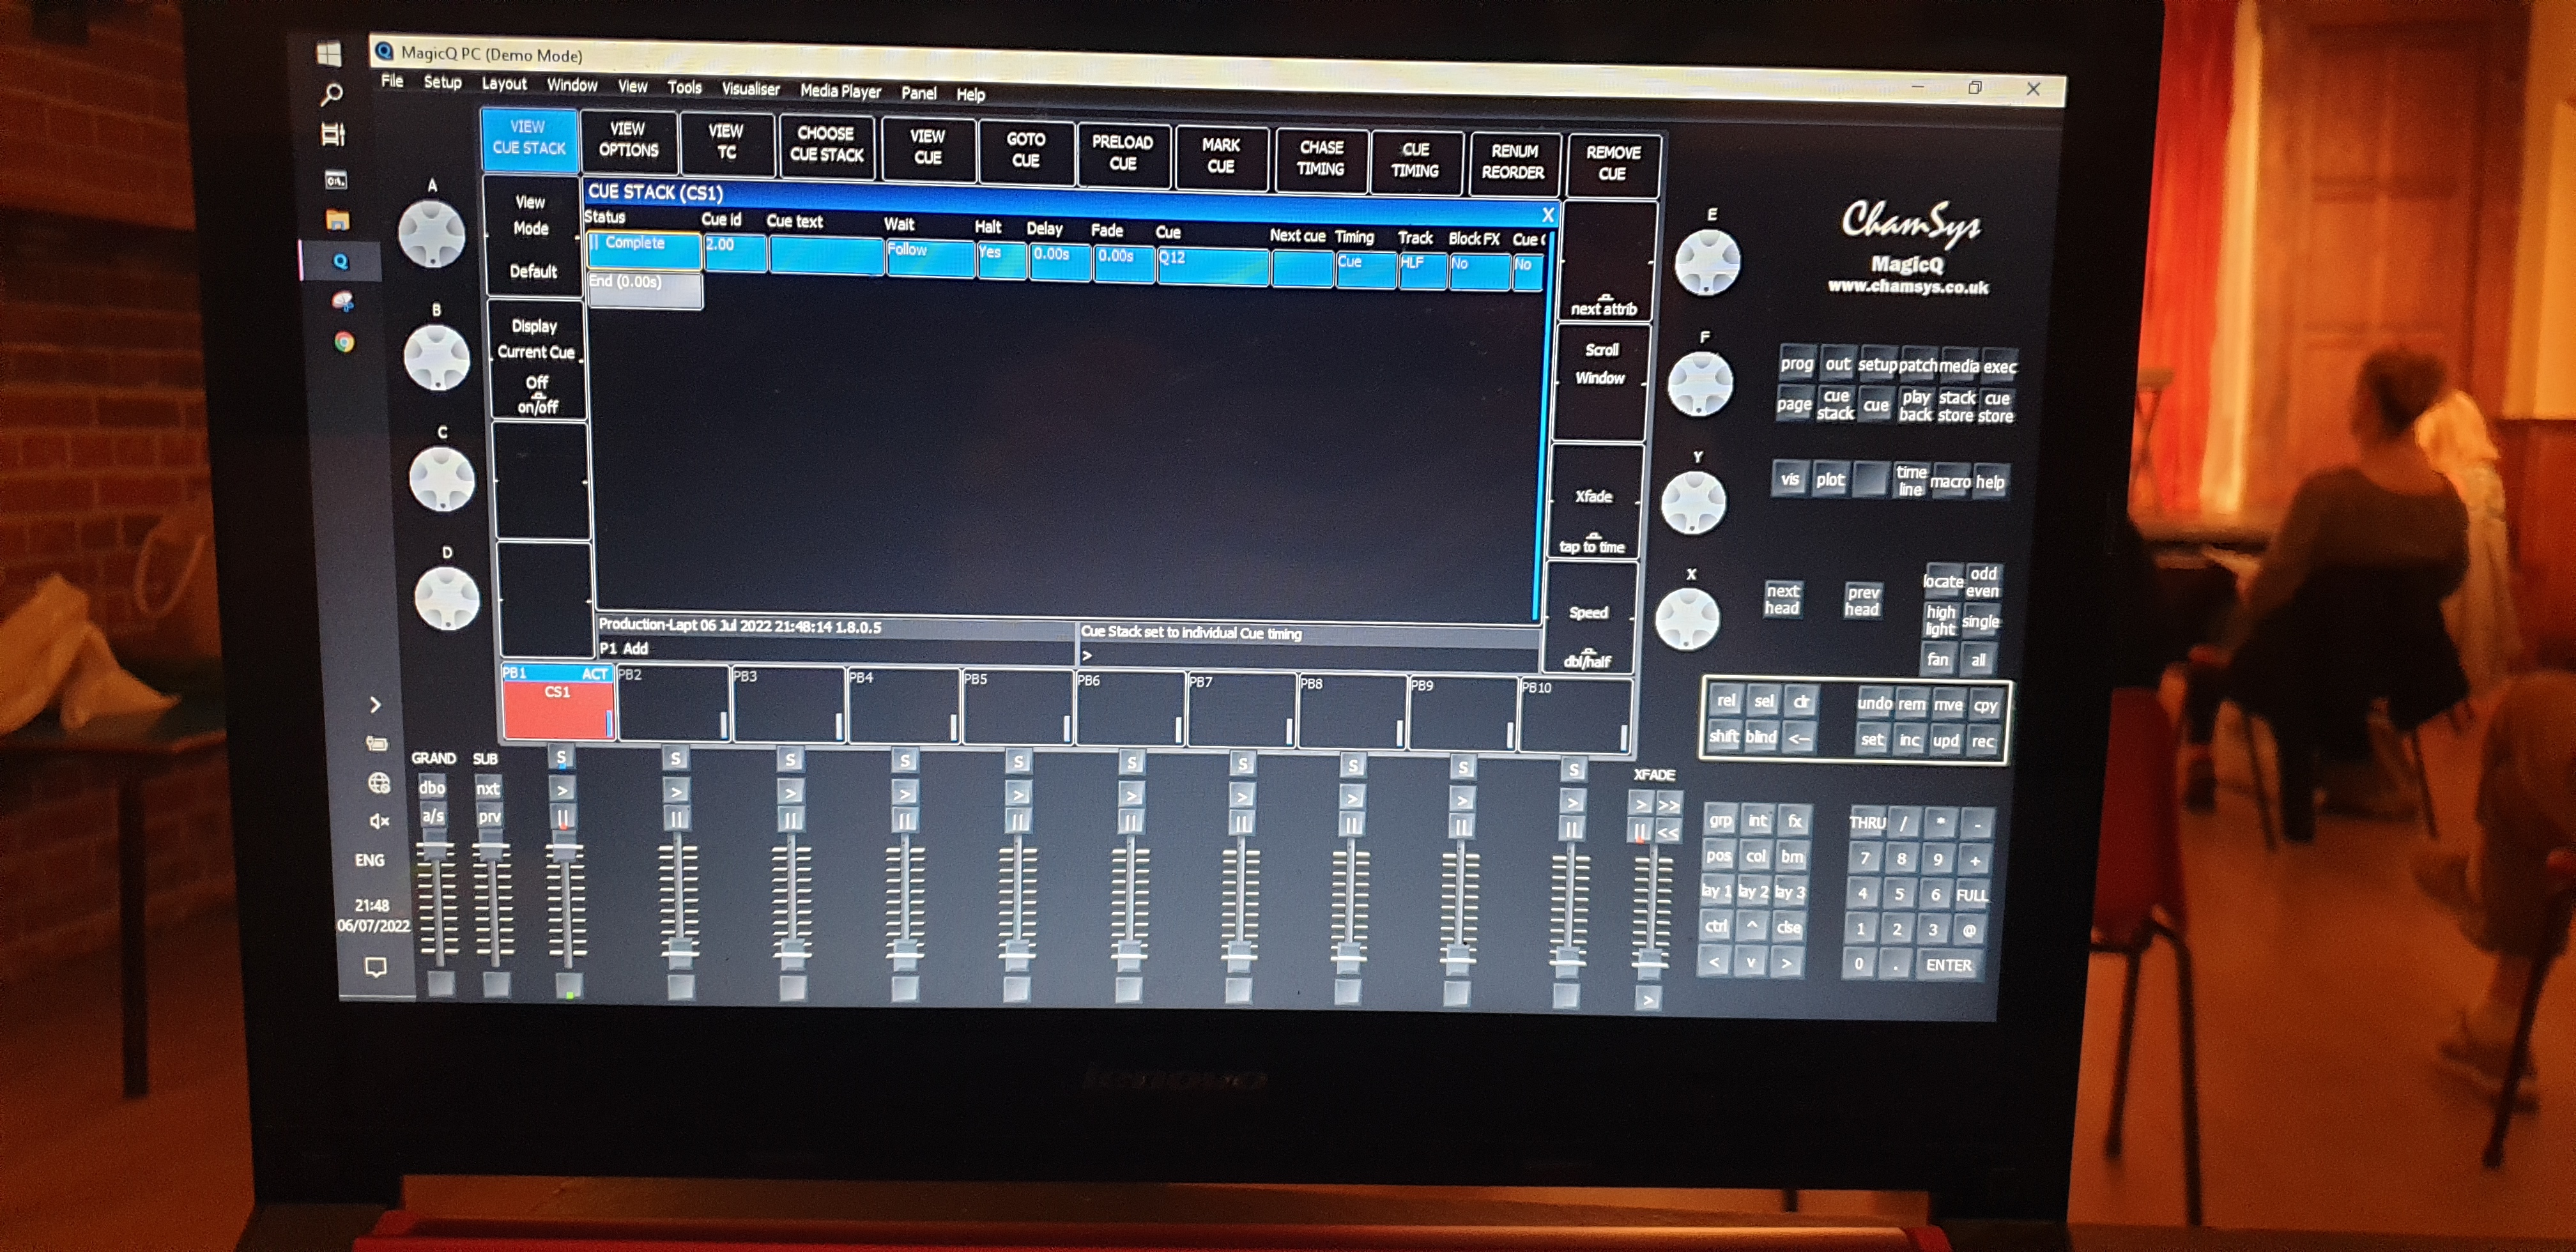 MagicQ PC (Demo Mode)
File Setup Layout Window View Tools Visualiser Media Player Panel Help
VIEW CUE STACK
VIEW OPTIONS
VIEW TC
CHOOSE CUE STACK
VIEW CUE
GOTO CUE
PRELOAD CUE
MARK CUE
CHASE TIMING
CUE TIMING
RENUM REORDER
REMOVE CUE
A
B
C
D
View
Mode
Default
Display
Current Cue
Off
on/off
CUE STACK (CS1)
X
Status Cue id Cue text Wait Halt Delay Fade Cue Next cue Timing Track Block FX Cue
|| Complete 2.00 Follow Yes 0.00s 0.00s Q12 Cue HLF No No
End (0.00s)
next attrib
Scroll
Window
Xfade
tap to time
Speed
dbl/half
E
F
Y
X
Production-Lapt 06 Jul 2022 21:48:14 1.8.0.5
Cue Stack set to individual Cue timing
P1 Add
>
PB1 ACT
CS1
PB2
PB3
PB4
PB5
PB6
PB7
PB8
PB9
PB10
ChamSys
MagicQ
www.chamsys.co.uk
prog out setup patch media exec
page cue stack cue play back stack store cue store
vis plot time line macro help
next head
prev head
locate odd even
high light single
fan all
rel sel clr undo rem mve cpy
shift blind <- set inc upd rec
GRAND SUB
S S S S S S S S S S
XFADE
dbo nxt > > > > > > > > > > > >>
a/s prv || || || || || || || || || || || <<
grp int fx THRU / * -
pos col bm 7 8 9 +
lay 1 lay 2 lay 3 4 5 6 FULL
ctrl ^ clse 1 2 3 @
< v > 0 . ENTER
>
ENG
21:48
06/07/2022
lenovo